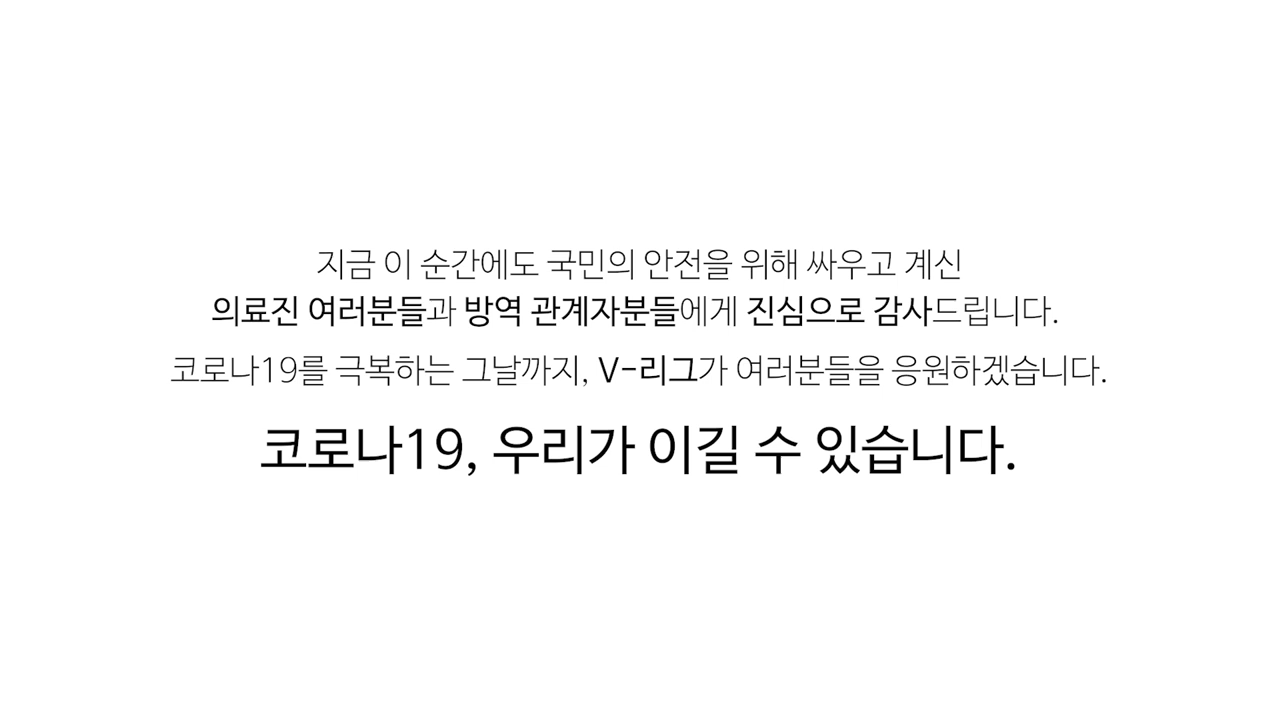 지금 이 순간에도 국민의 안전을 위해 싸우고 계신
의료진 여러분들과 방역 관계자분들에게 진심으로 감사드립니다.
코로나19를 극복하는 그날까지, V-리그가 여러분들을 응원하겠습니다.
코로나19, 우리가 이길 수 있습니다.